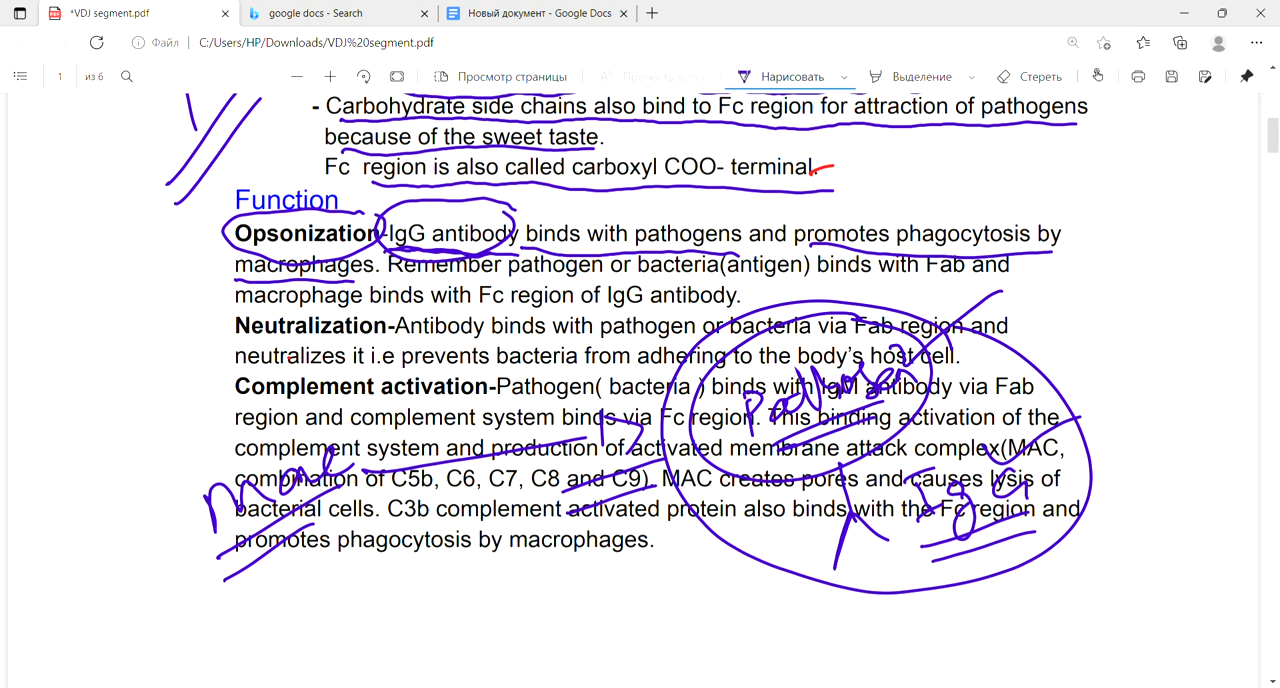 *VDJ segment.pdf
google docs - Search
Новый документ - Google Docs
Файл
C:/Users/HP/Downloads/VDJ%20segment.pdf
1
из 6
Просмотр страницы
Прочесть вслух
Нарисовать
Выделение
Стереть
- Carbohydrate side chains also bind to Fc region for attraction of pathogens
because of the sweet taste.
Fc region is also called carboxyl COO- terminal.
Function
Opsonization-IgG antibody binds with pathogens and promotes phagocytosis by
macrophages. Remember pathogen or bacteria(antigen) binds with Fab and
macrophage binds with Fc region of IgG antibody.
Neutralization-Antibody binds with pathogen or bacteria via Fab region and
neutralizes it i.e prevents bacteria from adhering to the body's host cell.
Complement activation-Pathogen( bacteria ) binds with IgM antibody via Fab
region and complement system binds via Fc region. This binding activation of the
complement system and production of activated membrane attack complex(MAC,
combination of C5b, C6, C7, C8 and C9). MAC creates pores and causes lysis of
bacterial cells. C3b complement activated protein also binds with the Fc region and
promotes phagocytosis by macrophages.
Pathogen
more
IgG